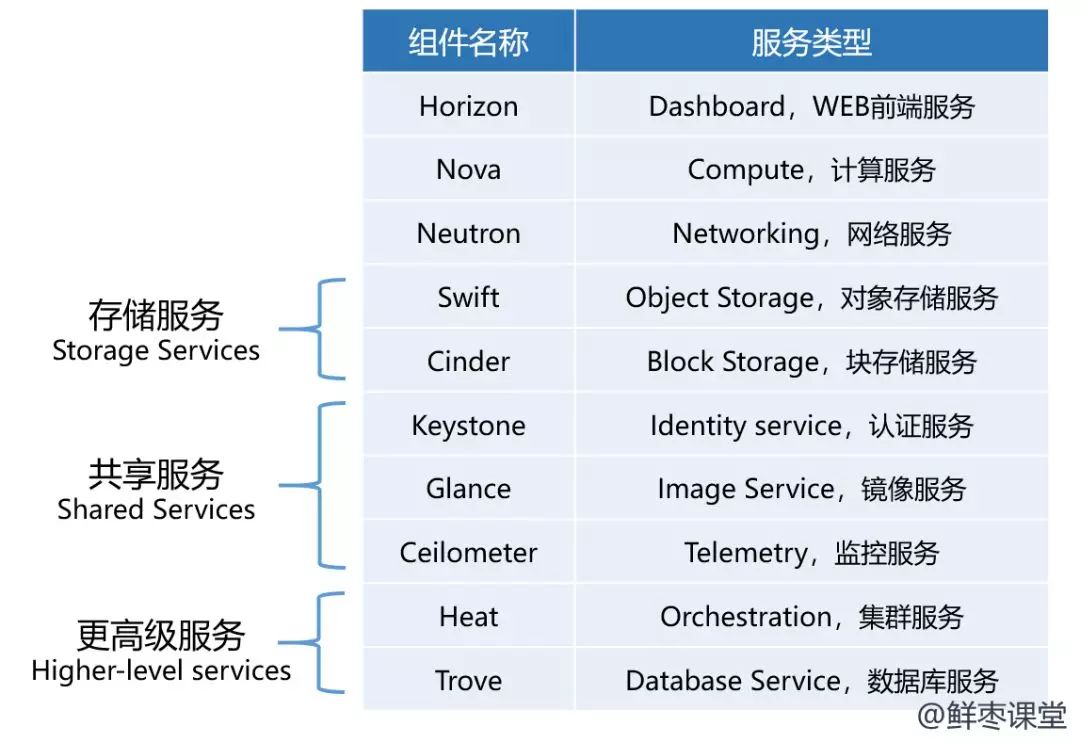 组件名称 服务类型
Horizon Dashboard，WEB前端服务
Nova Compute，计算服务
Neutron Networking，网络服务
存储服务
Storage Services
Swift Object Storage，对象存储服务
Cinder Block Storage，块存储服务
共享服务
Shared Services
Keystone Identity service，认证服务
Glance Image Service，镜像服务
Ceilometer Telemetry，监控服务
更高级服务
Higher-level services
Heat Orchestration，集群服务
Trove Database Service，数据库服务
@鲜枣课堂